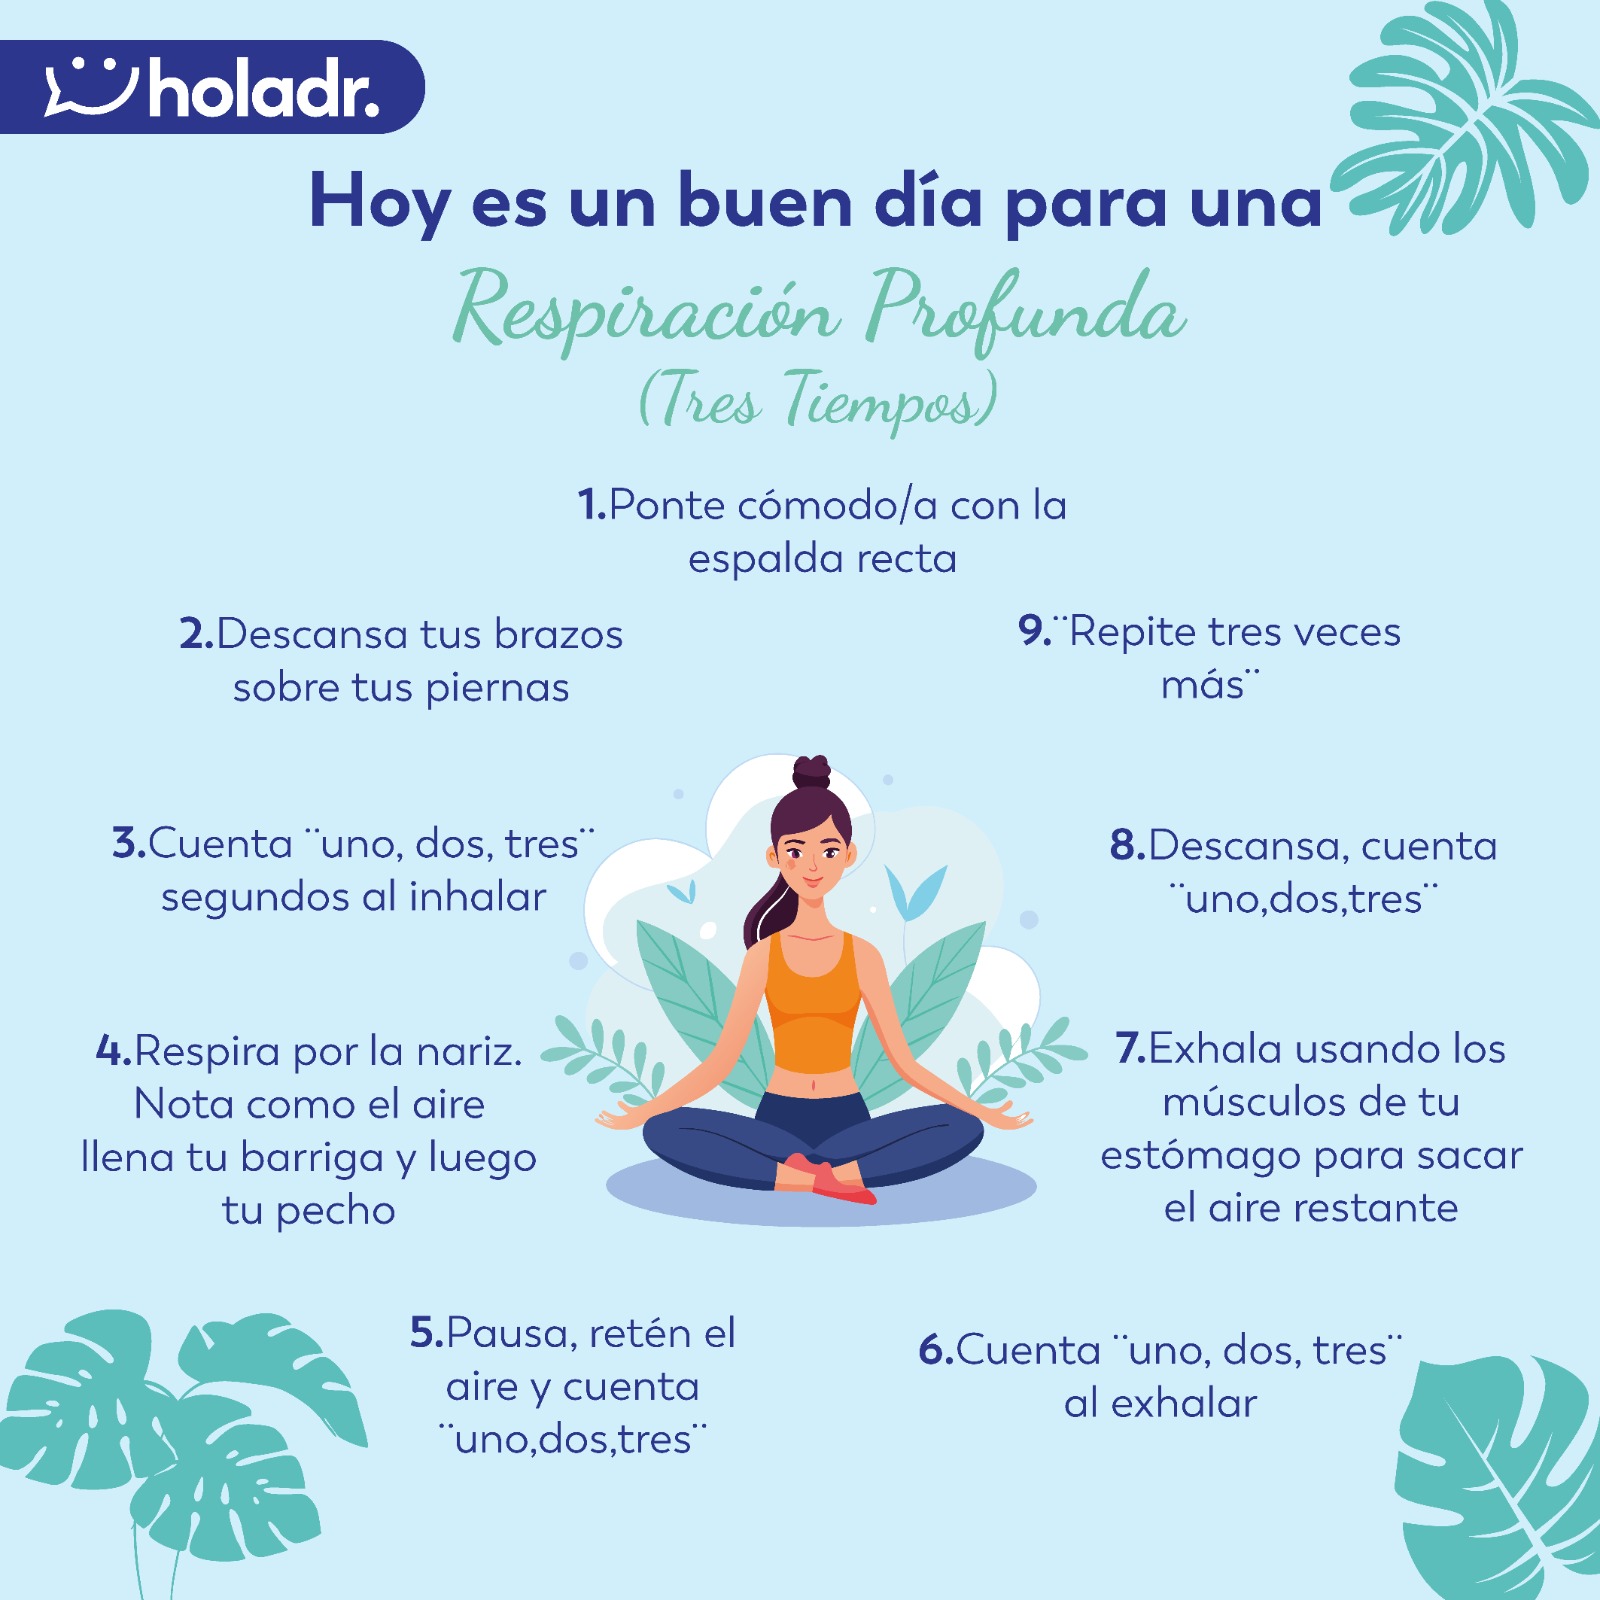 holadr.
Hoy es un buen día para una
Respiración Profunda
(Tres Tiempos)
1.Ponte cómodo/a con la
espalda recta
2.Descansa tus brazos
sobre tus piernas
3.Cuenta ¨uno, dos, tres¨
segundos al inhalar
4.Respira por la nariz.
Nota como el aire
llena tu barriga y luego
tu pecho
5.Pausa, retén el
aire y cuenta
¨uno,dos,tres¨
6.Cuenta ¨uno, dos, tres¨
al exhalar
7.Exhala usando los
músculos de tu
estómago para sacar
el aire restante
8.Descansa, cuenta
¨uno,dos,tres¨
9.¨Repite tres veces
más¨